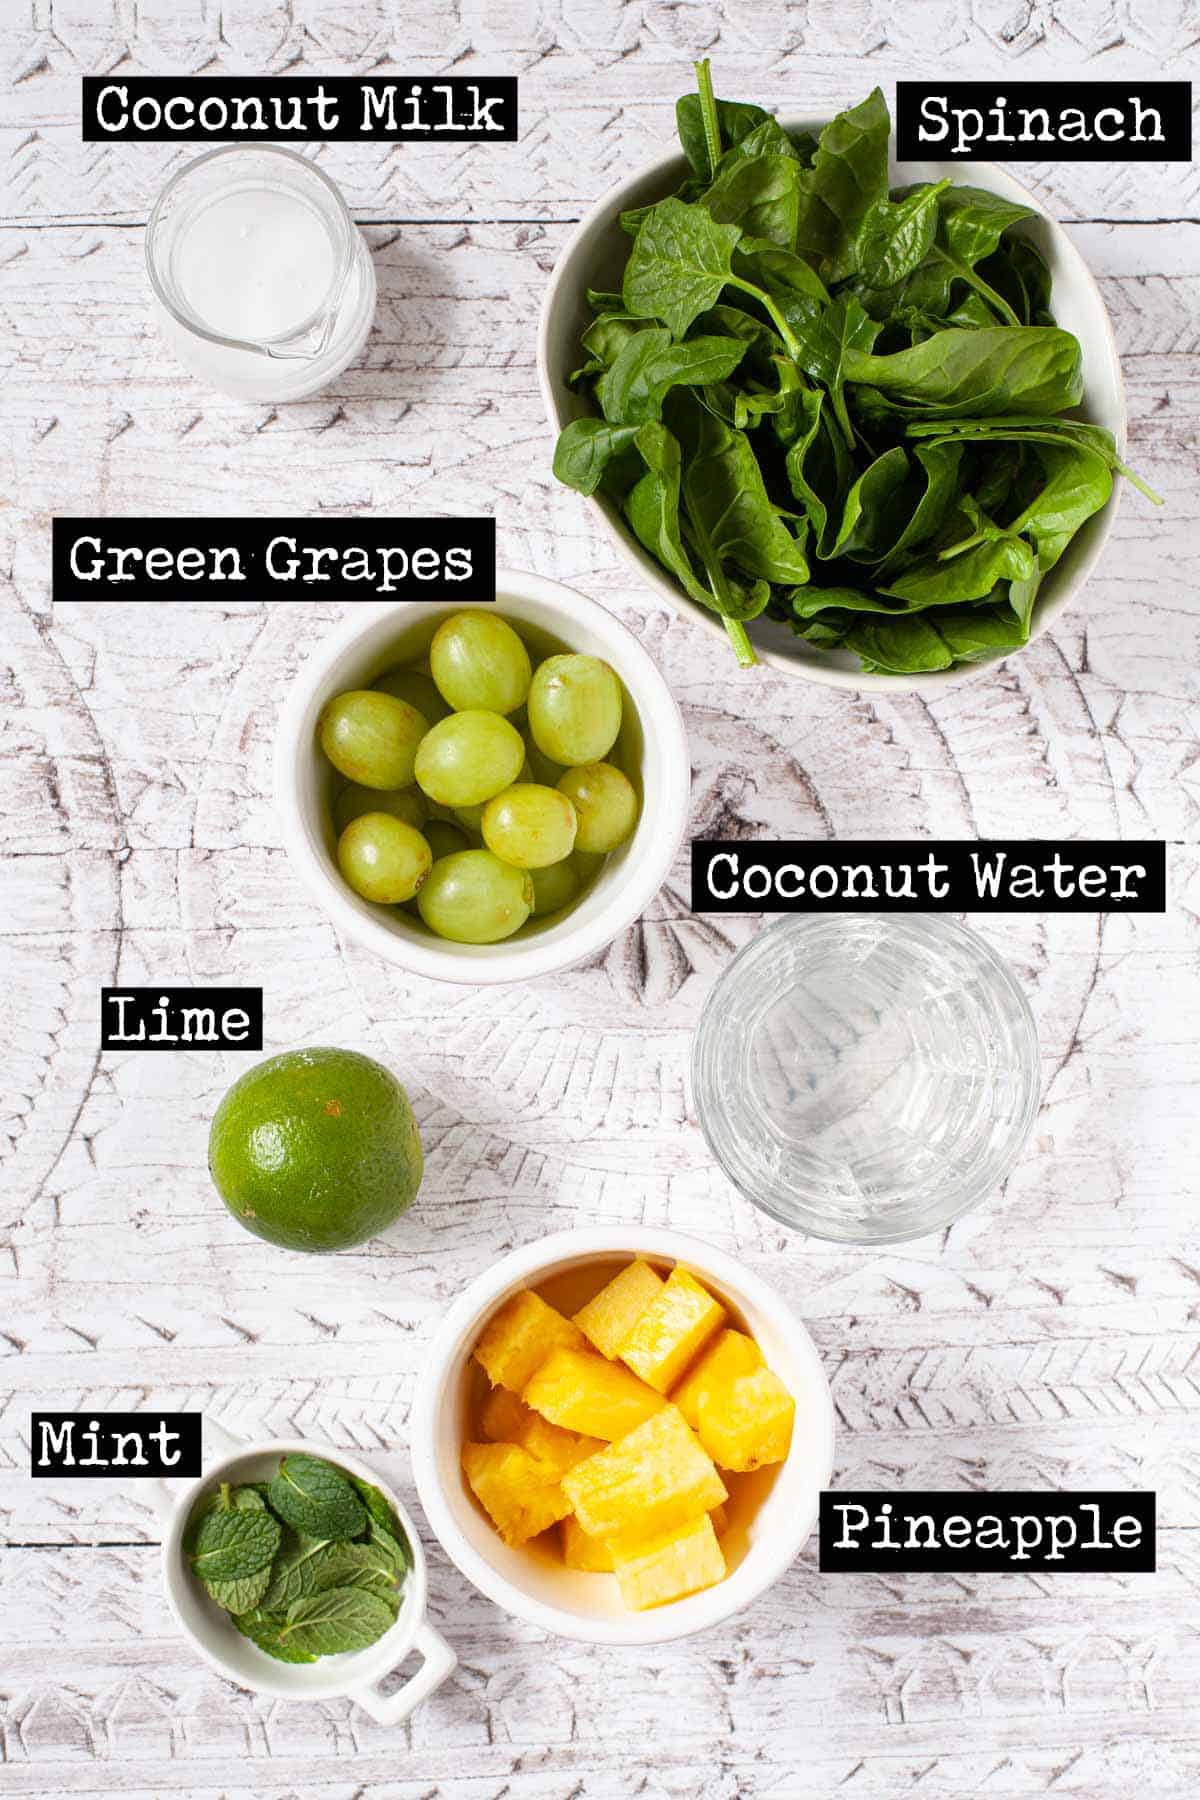 Coconut Milk
Spinach
Green Grapes
Coconut Water
Lime
Mint
Pineapple